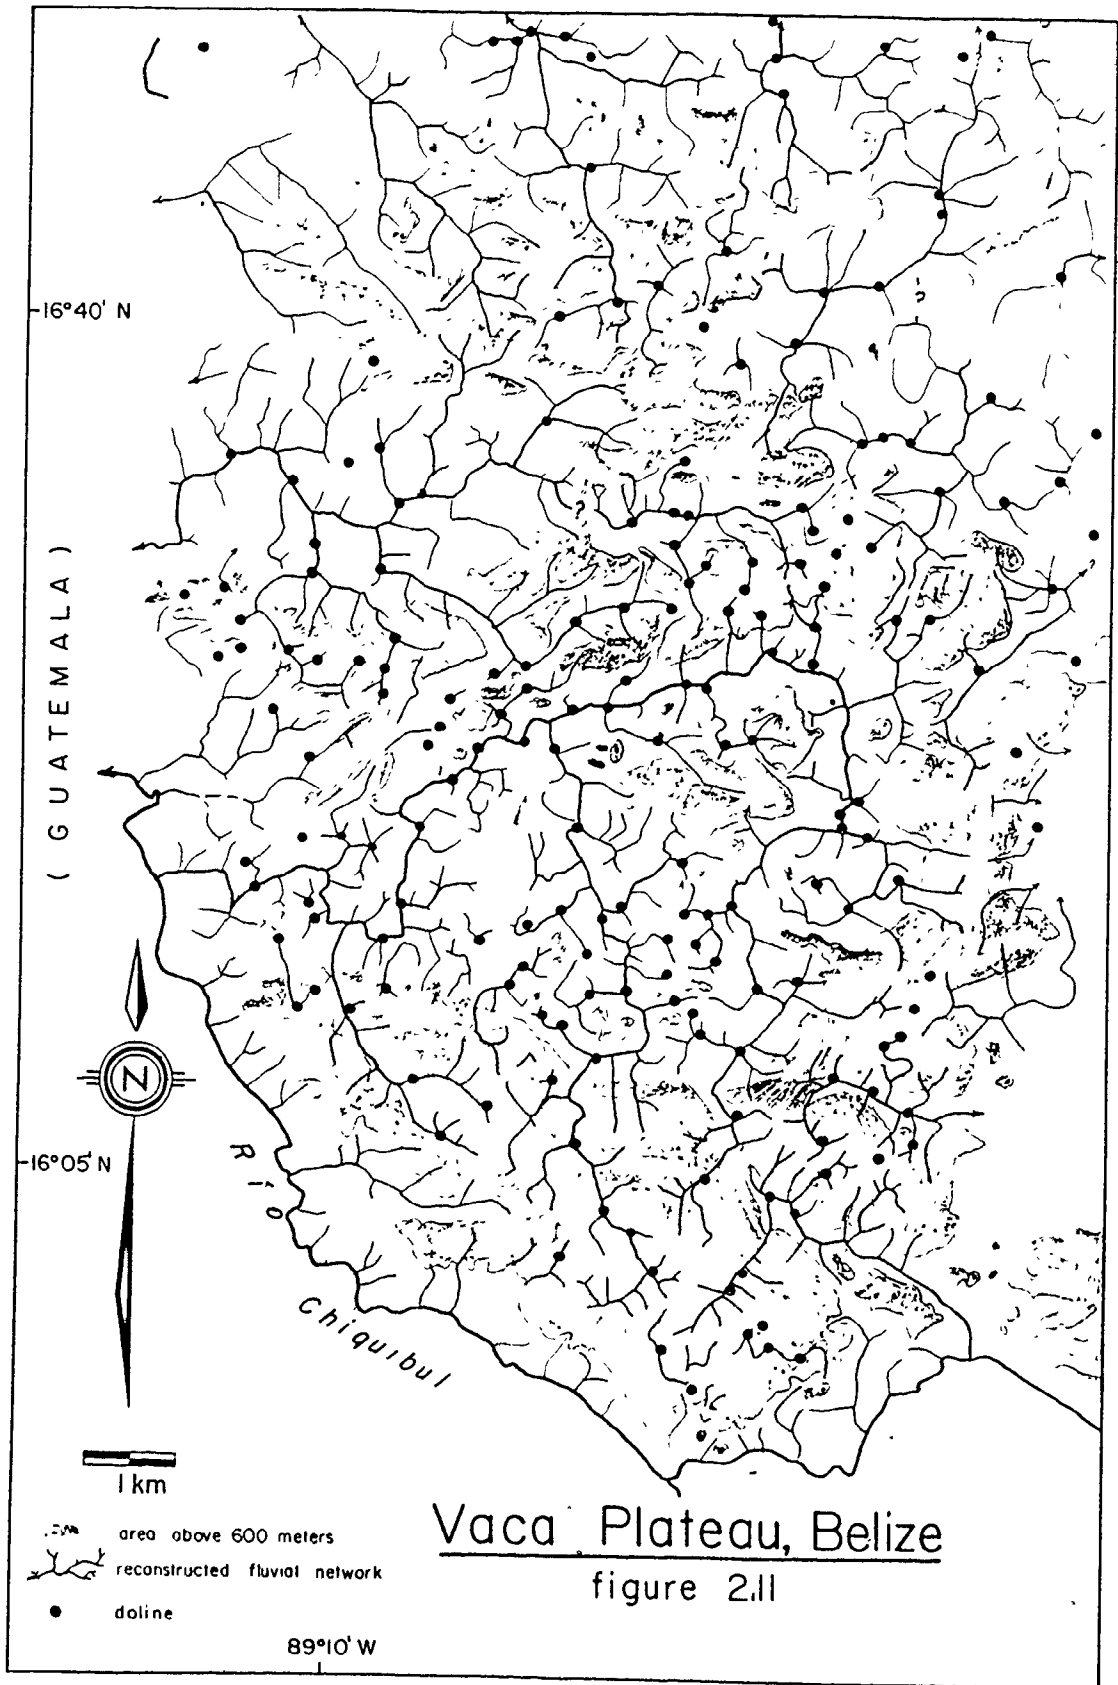 16°40' N
?
?
( GUATEMALA )
N
16°05' N
Río
Chiquibul
1 km
area above 600 meters
reconstructed fluvial network
doline
Vaca Plateau, Belize
figure 2.11
89°10' W